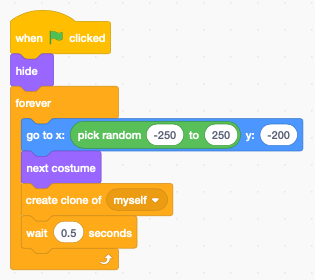 when clicked
hide
forever
go to x: pick random -250 to 250 y: -200
next costume
create clone of myself
wait 0.5 seconds